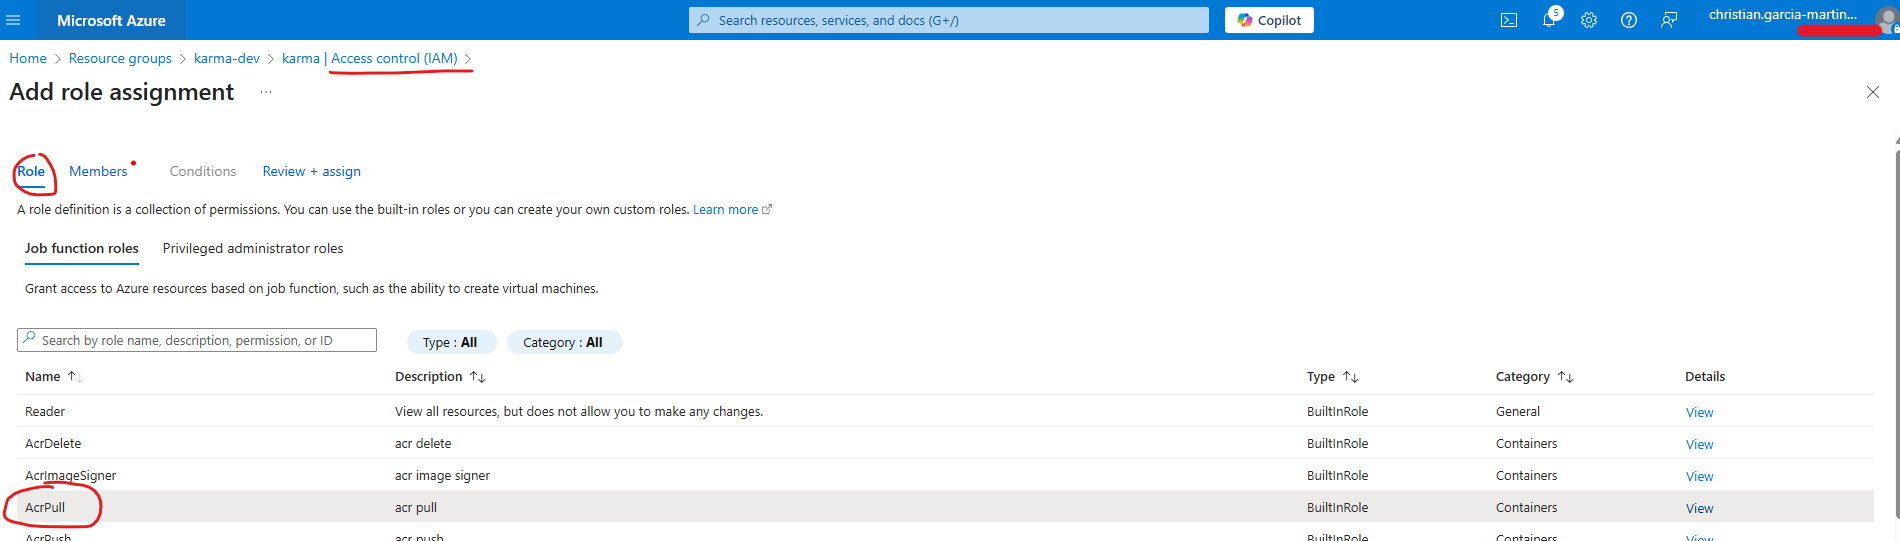 Microsoft Azure
Search resources, services, and docs (G+/)
Copilot
5
christian.garcia-martin...
Home > Resource groups > karma-dev > karma | Access control (IAM) >
Add role assignment ...
Role Members Conditions Review + assign
A role definition is a collection of permissions. You can use the built-in roles or you can create your own custom roles. Learn more
Job function roles Privileged administrator roles
Grant access to Azure resources based on job function, such as the ability to create virtual machines.
Search by role name, description, permission, or ID
Type : All
Category : All
Name Description Type Category Details
Reader View all resources, but does not allow you to make any changes. BuiltInRole General View
AcrDelete acr delete BuiltInRole Containers View
AcrImageSigner acr image signer BuiltInRole Containers View
AcrPull acr pull BuiltInRole Containers View
AcrPush acr push BuiltInRole Containers View